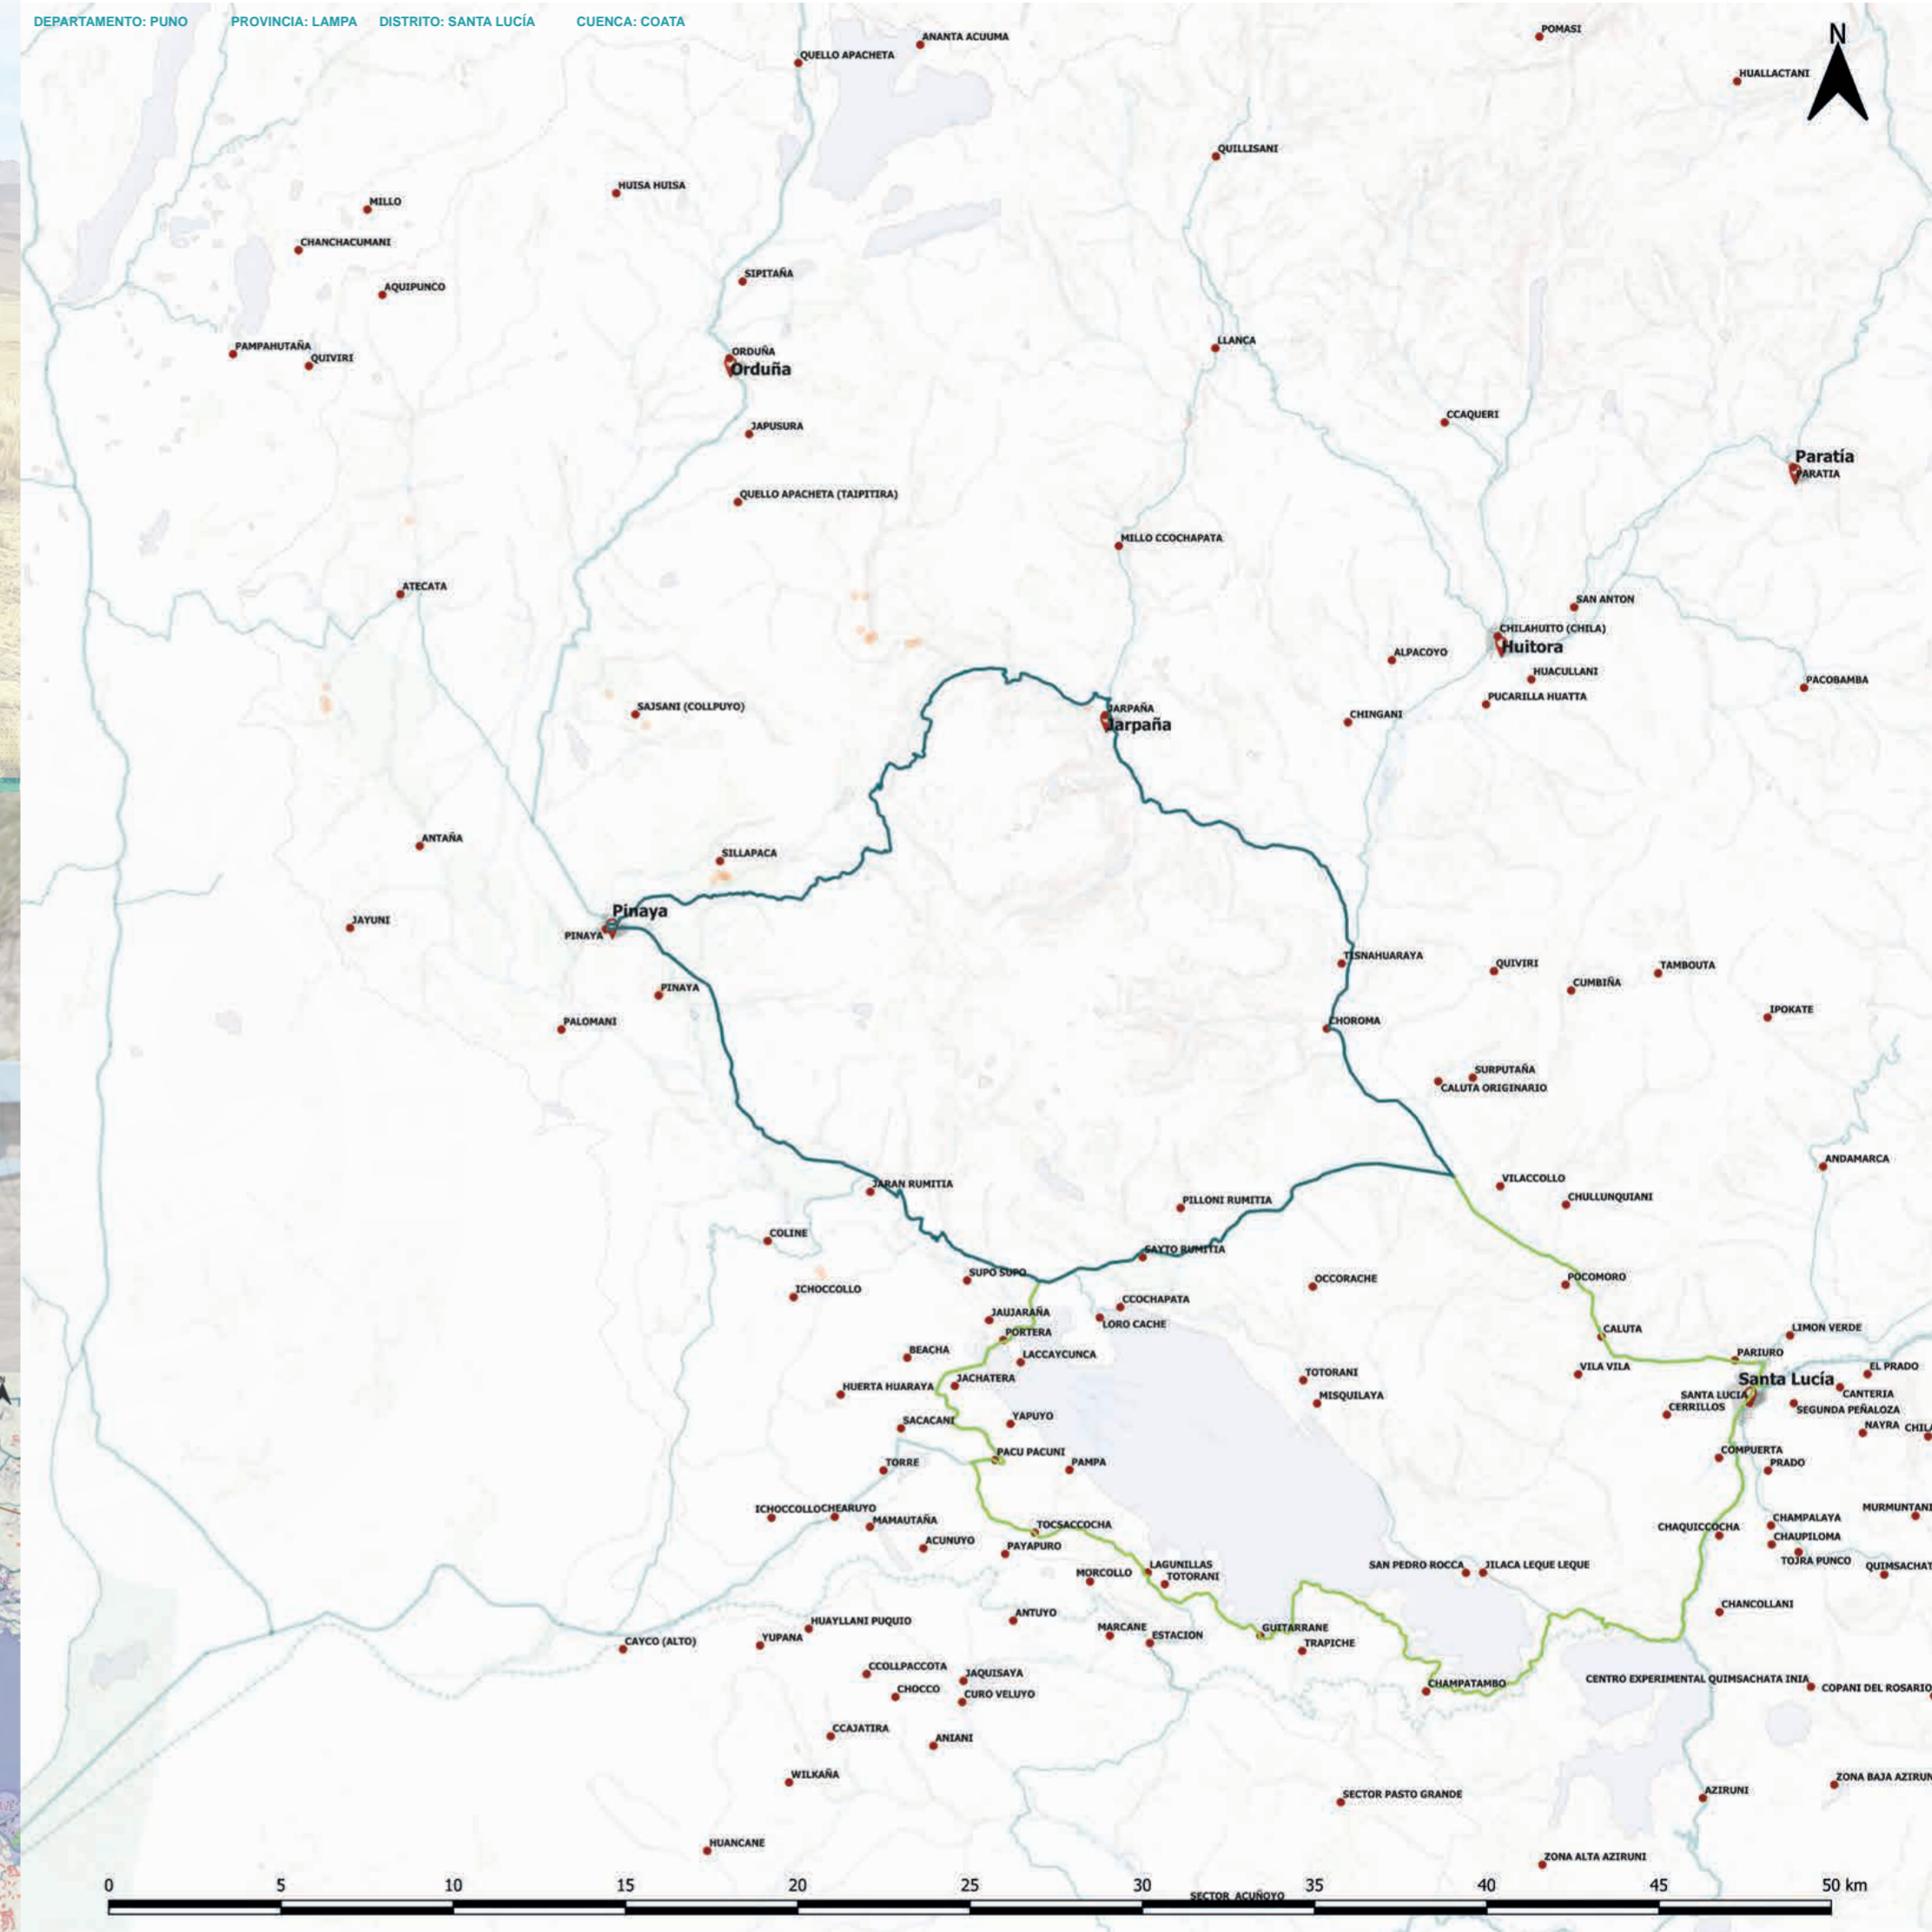 DEPARTAMENTO: PUNO PROVINCIA: LAMPA DISTRITO: SANTA LUCÍA CUENCA: COATA
N
ANANTA ACUUMA
POMASI
QUELLO APACHETA
HUALLACTANI
QUILLISANI
HUISA HUISA
MILLO
CHANCHACUMANI
SIPITAÑA
AQUIPUNCO
PAMPAHUTAÑA
QUIVIRI
LLANCA
ORDUÑA
Orduña
CCAQUERI
JAPUSURA
Paratía
PARATIA
QUELLO APACHETA (TAIPITIRA)
MILLO CCOCHAPATA
ATECATA
SAN ANTON
CHILAHUITO (CHILA)
Huitora
ALPACOYO
HUACULLANI
PACOBAMBA
PUCARILLA HUATTA
SAJSANI (COLLPUYO)
JARPAÑA
Jarpaña
CHINGANI
ANTAÑA
SILLAPACA
Pinaya
JAYUNI
PINAYA
TISNAHUARAYA
QUIVIRI
TAMBOUTA
CUMBIÑA
PINAYA
IPOKATE
PALOMANI
CHOROMA
SURPUTAÑA
CALUTA ORIGINARIO
ANDAMARCA
JARAN RUMITIA
VILACCOLLO
PILLONI RUMITIA
CHULLUNQUIANI
COLINE
SAYTO RUMITIA
SUPO SUPO
OCCORACHE
POCOMORO
ICHOCCOLLO
CCOCHAPATA
JAUJARAÑA
LORO CACHE
PORTERA
CALUTA
LIMON VERDE
BEACHA
LACCAYCUNCA
PARIURO
VILA VILA
EL PRADO
TOTORANI
JACHATERA
Santa Lucía
HUERTA HUARAYA
MISQUILAYA
SANTA LUCIA
CANTERIA
CERRILLOS
SEGUNDA PEÑALOZA
SACACANI
YAPUYO
NAYRA
CHILA
PACU PACUNI
COMPUERTA
TORRE
PAMPA
PRADO
ICHOCCOLLO
CHEARUYO
MURMUNTANI
MAMAUTAÑA
CHAMPALAYA
TOCSACCOCHA
CHAQUICCOCHA
CHAUPILOMA
ACUNUYO
PAYAPURO
TOJRA PUNCO
LAGUNILLAS
SAN PEDRO ROCCA
JILACA LEQUE LEQUE
QUIMSACHAT
MORCOLLO
TOTORANI
CHANCOLLANI
ANTUYO
HUAYLLANI PUQUIO
MARCANE
GUITARRANE
YUPANA
ESTACION
CAYCO (ALTO)
TRAPICHE
CCOLLPACCOTA
JAQUISAYA
CENTRO EXPERIMENTAL QUIMSACHATA INIA
CHAMPATAMBO
CHOCCO
CURO VELUYO
COPANI DEL ROSARIO
CCAJATIRA
ANIANI
WILKAÑA
ZONA BAJA AZIRUN
SECTOR PASTO GRANDE
AZIRUNI
HUANCANE
ZONA ALTA AZIRUNI
0 5 10 15 20 25 30 35 40 45 50 km
SECTOR ACUÑOYO